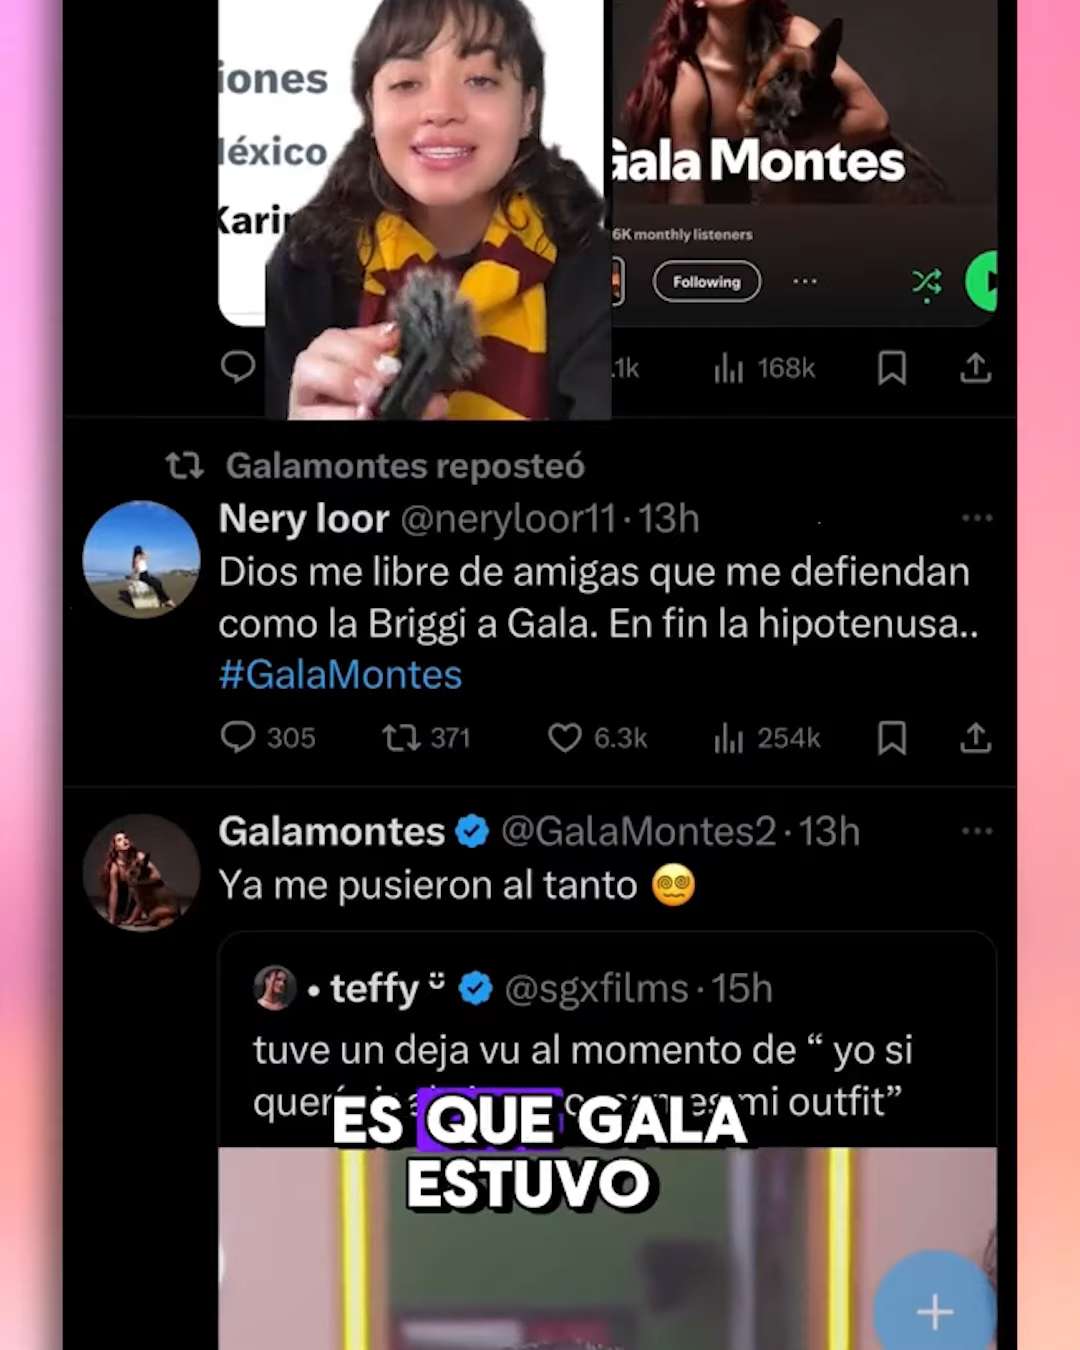 iones
éxico
Gala Montes
6K monthly listeners
Following
.1k 168k
Galamontes reposteó
Nery loor @neryloor11 · 13h
Dios me libre de amigas que me defiendan
como la Briggi a Gala. En fin la hipotenusa..
#GalaMontes
305 371 6.3k 254k
Galamontes @GalaMontes2 · 13h
Ya me pusieron al tanto 😵‍💫
• teffy @sgxfilms · 15h
tuve un deja vu al momento de “ yo si
mi outfit”
ES QUE GALA
ESTUVO